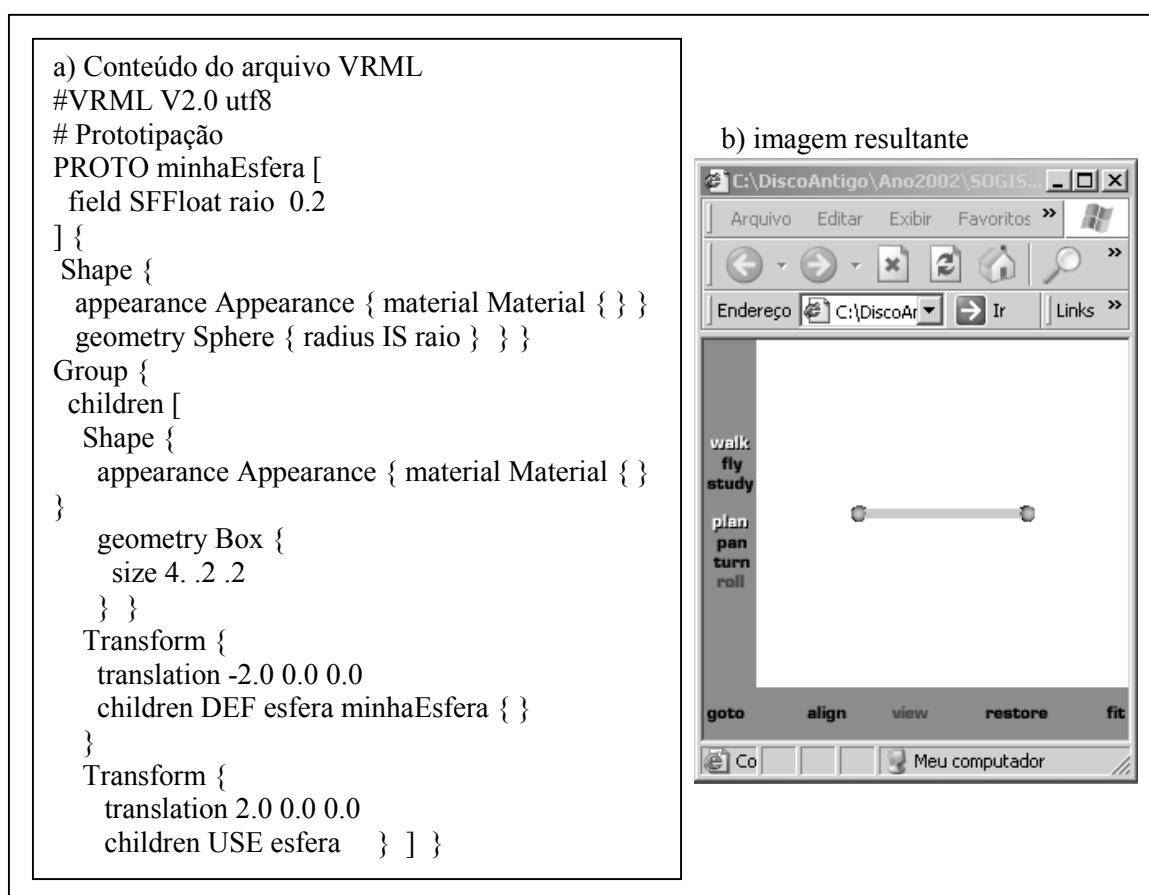 a) Conteúdo do arquivo VRML
#VRML V2.0 utf8
# Prototipação
PROTO minhaEsfera [
field SFFloat raio 0.2
] {
Shape {
appearance Appearance { material Material { } }
geometry Sphere { radius IS raio } } }
Group {
children [
Shape {
appearance Appearance { material Material { }
}
geometry Box {
size 4. .2 .2
} }
Transform {
translation -2.0 0.0 0.0
children DEF esfera minhaEsfera { }
}
Transform {
translation 2.0 0.0 0.0
children USE esfera } ] }
b) imagem resultante
C:\DiscoAntigo\Ano2002\SOGIS...
Arquivo Editar Exibir Favoritos »
»
Endereço C:\DiscoAr Ir Links »
walk
fly
study
plan
pan
turn
roll
goto align view restore fit
Co Meu computador